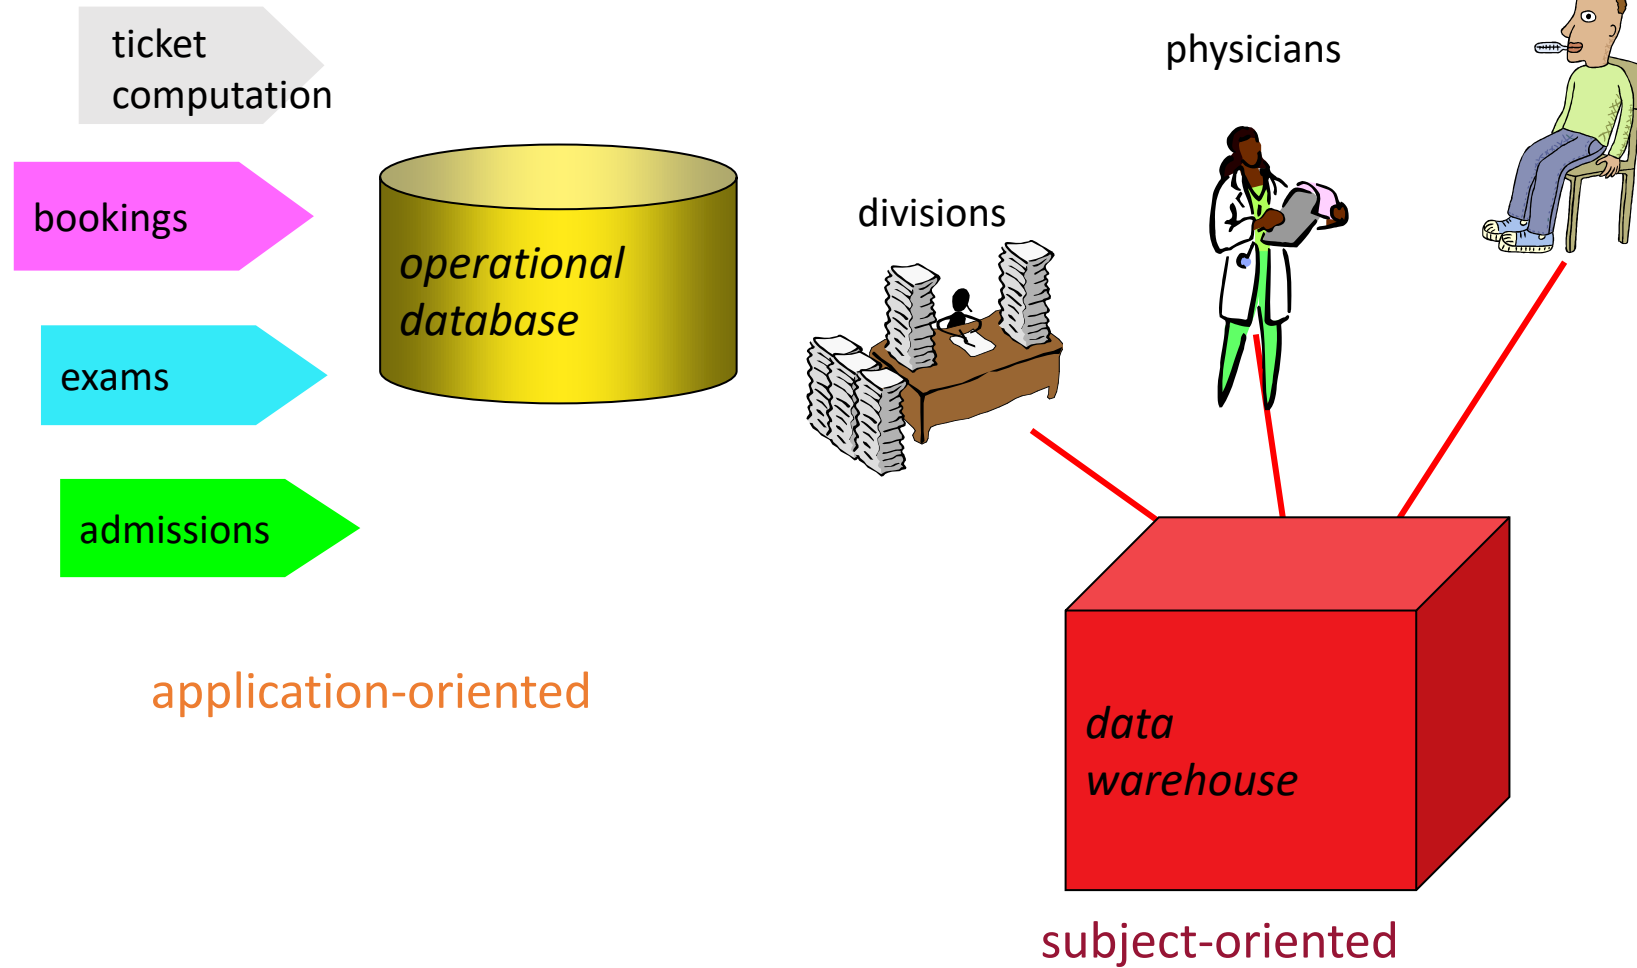 ticket
computation
bookings
exams
admissions
operational
database
application-oriented
divisions
physicians
data
warehouse
subject-oriented